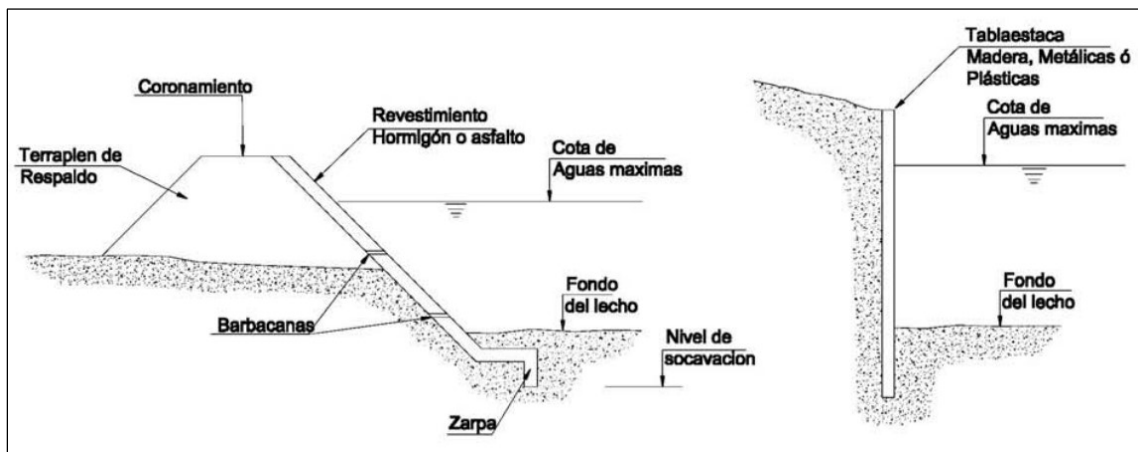 Coronamiento
Revestimiento
Hormigón o asfalto
Terraplen de
Respaldo
Cota de
Aguas maximas
Barbacanas
Fondo
del lecho
Nivel de
socavacion
Zarpa
Tablaestaca
Madera, Metálicas ó
Plásticas
Cota de
Aguas maximas
Fondo
del lecho